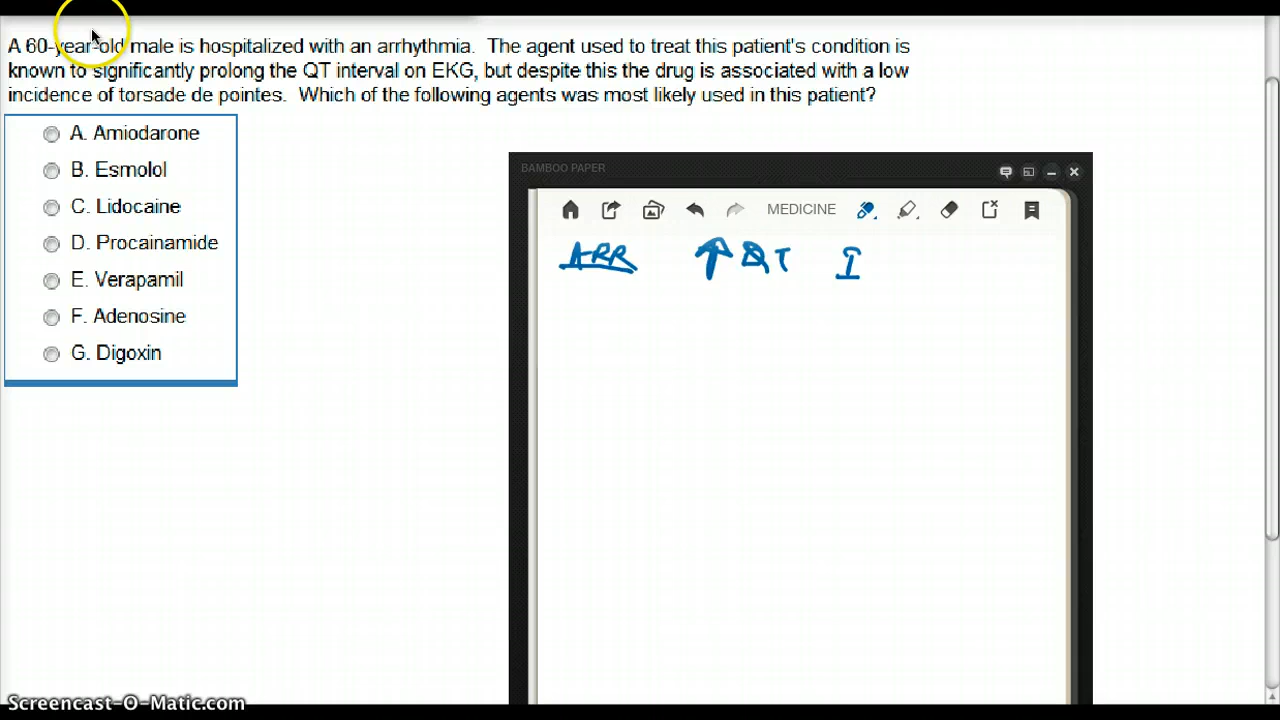 A 60-year-old male is hospitalized with an arrhythmia. The agent used to treat this patient's condition is
known to significantly prolong the QT interval on EKG, but despite this the drug is associated with a low
incidence of torsade de pointes. Which of the following agents was most likely used in this patient?
A. Amiodarone
B. Esmolol
C. Lidocaine
D. Procainamide
E. Verapamil
F. Adenosine
G. Digoxin
BAMBOO PAPER
MEDICINE
ARR ↑ QT I
Screencast-O-Matic.com